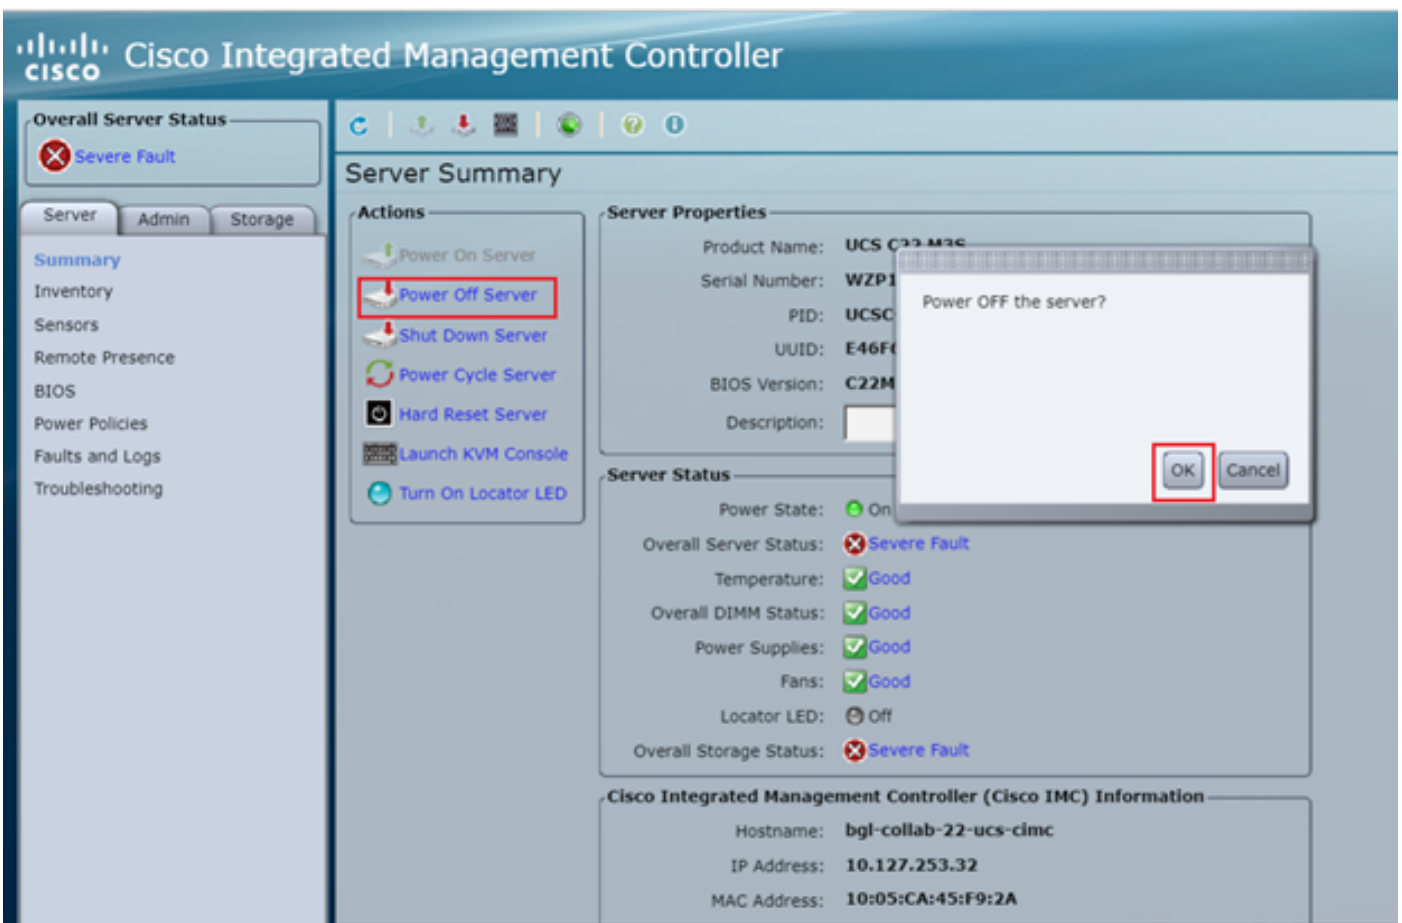 cisco
Cisco Integrated Management Controller
Overall Server Status
Severe Fault
Server
Admin
Storage
Summary
Inventory
Sensors
Remote Presence
BIOS
Power Policies
Faults and Logs
Troubleshooting
Server Summary
Actions
Power On Server
Power Off Server
Shut Down Server
Power Cycle Server
Hard Reset Server
Launch KVM Console
Turn On Locator LED
Server Properties
Product Name: UCS C22 M3S
Serial Number: WZP1
PID: UCSC
UUID:
BIOS Version: C22M
Description:
Power OFF the server?
OK
Cancel
Server Status
Power State: On
Overall Server Status: Severe Fault
Temperature: Good
Overall DIMM Status: Good
Power Supplies: Good
Fans: Good
Locator LED: Off
Overall Storage Status: Severe Fault
Cisco Integrated Management Controller (Cisco IMC) Information
Hostname: bgl-collab-22-ucs-cimc
IP Address: 10.127.253.32
MAC Address: 10:05:CA:45:F9:2A